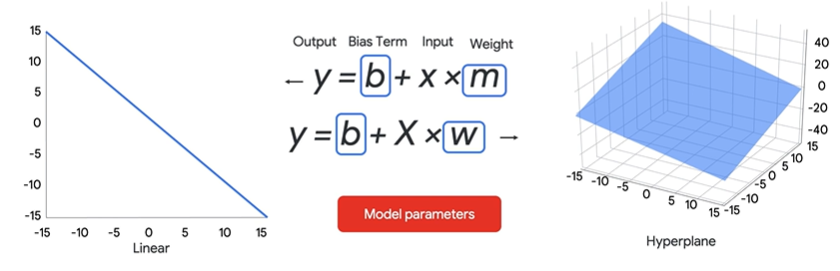 15
10
5
0
-5
-10
-15
-15 -10 -5 0 5 10 15
Linear
Output Bias Term Input Weight
← y = b + x × m
y = b + X × w →
Model parameters
40
20
0
-20
-40
15
10
5
0
-5
-10
-15
-15 -10 -5 0 5 10 15
Hyperplane